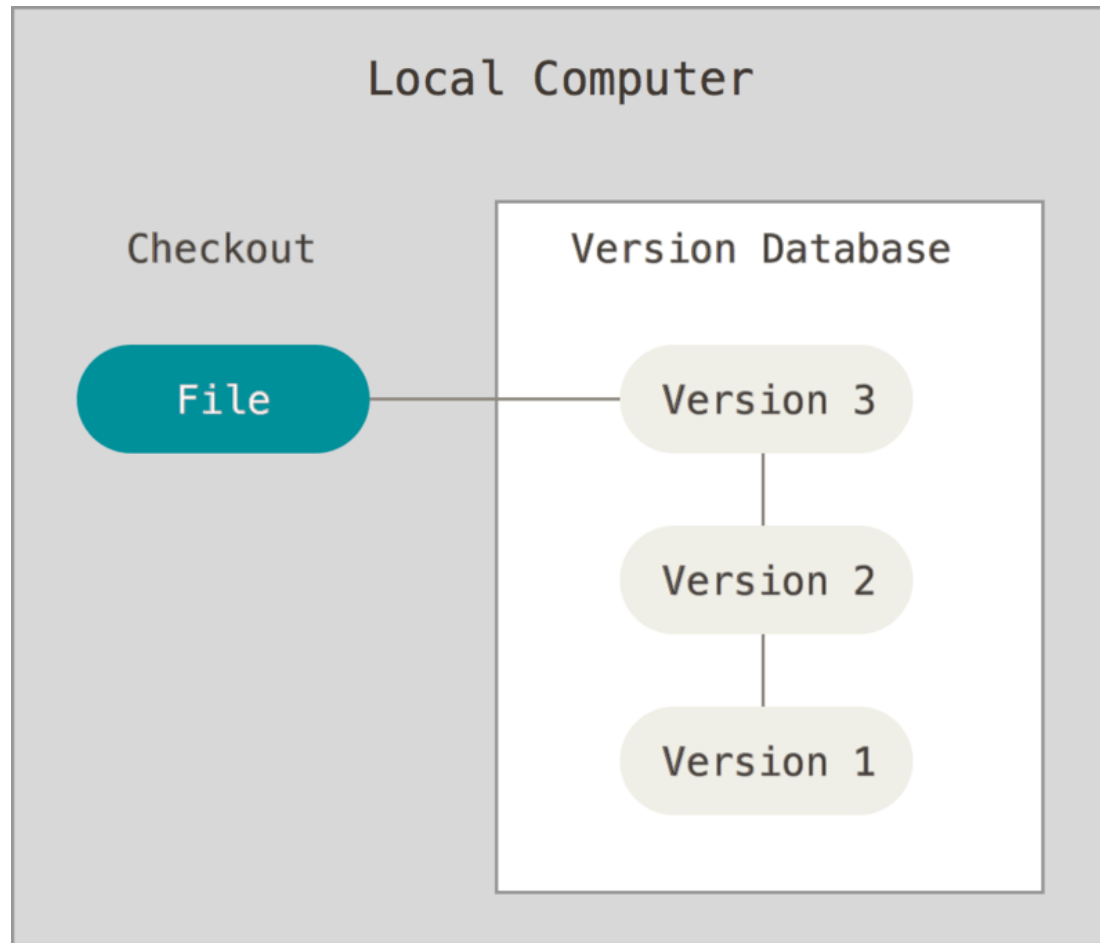 Local Computer
Checkout
Version Database
File
Version 3
Version 2
Version 1